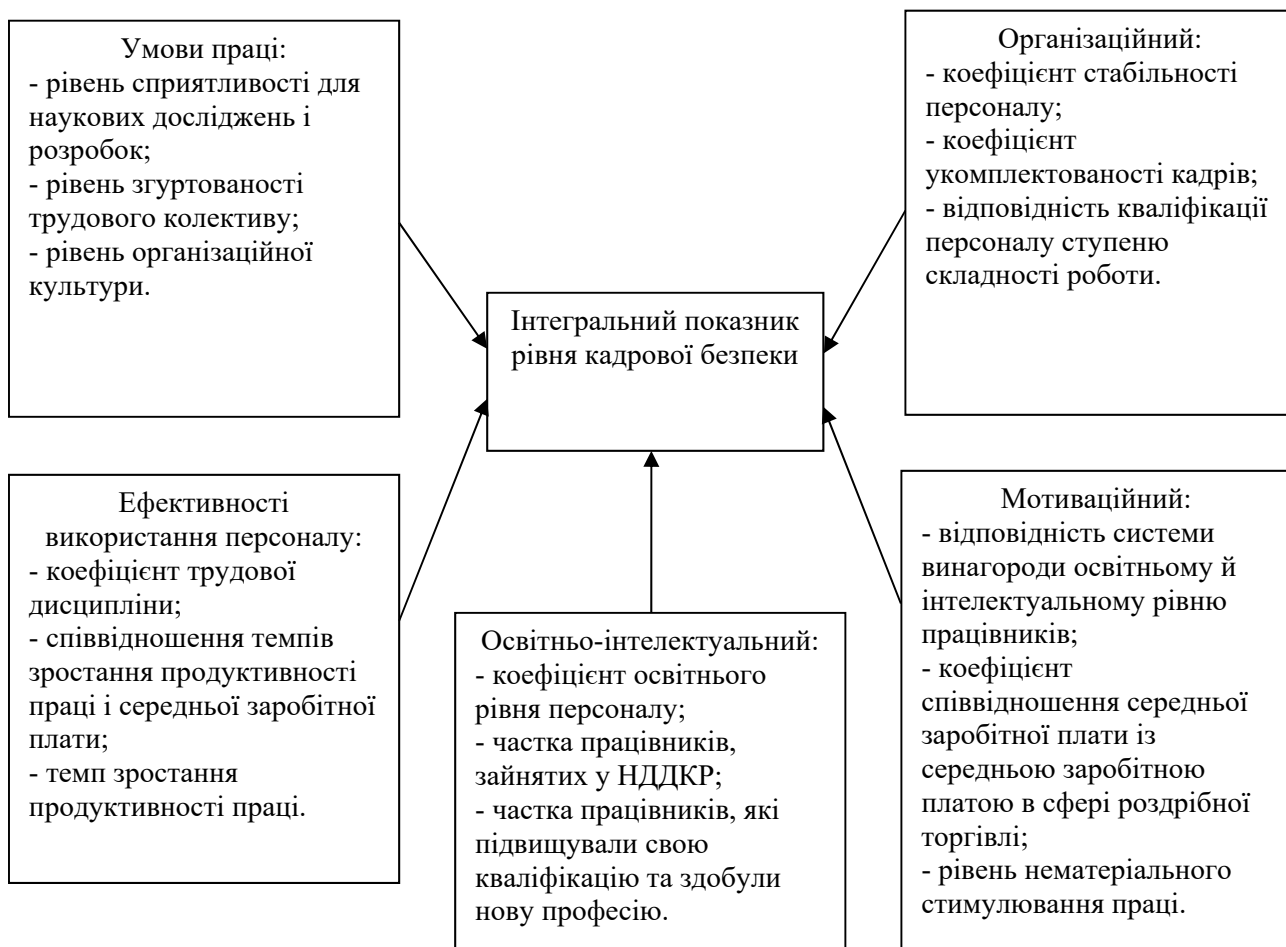 Умови праці:
- рівень сприятливості для
наукових досліджень і
розробок;
- рівень згуртованості
трудового колективу;
- рівень організаційної
культури.
Організаційний:
- коефіцієнт стабільності
персоналу;
- коефіцієнт
укомплектованості кадрів;
- відповідність кваліфікації
персоналу ступеню
складності роботи.
Інтегральний показник
рівня кадрової безпеки
Ефективності
використання персоналу:
- коефіцієнт трудової
дисципліни;
- співвідношення темпів
зростання продуктивності
праці і середньої заробітної
плати;
- темп зростання
продуктивності праці.
Освітньо-інтелектуальний:
- коефіцієнт освітнього
рівня персоналу;
- частка працівників,
зайнятих у НДДКР;
- частка працівників, які
підвищували свою
кваліфікацію та здобули
нову професію.
Мотиваційний:
- відповідність системи
винагороди освітньому й
інтелектуальному рівню
працівників;
- коефіцієнт
співвідношення середньої
заробітної плати із
середньою заробітною
платою в сфері роздрібної
торгівлі;
- рівень нематеріального
стимулювання праці.